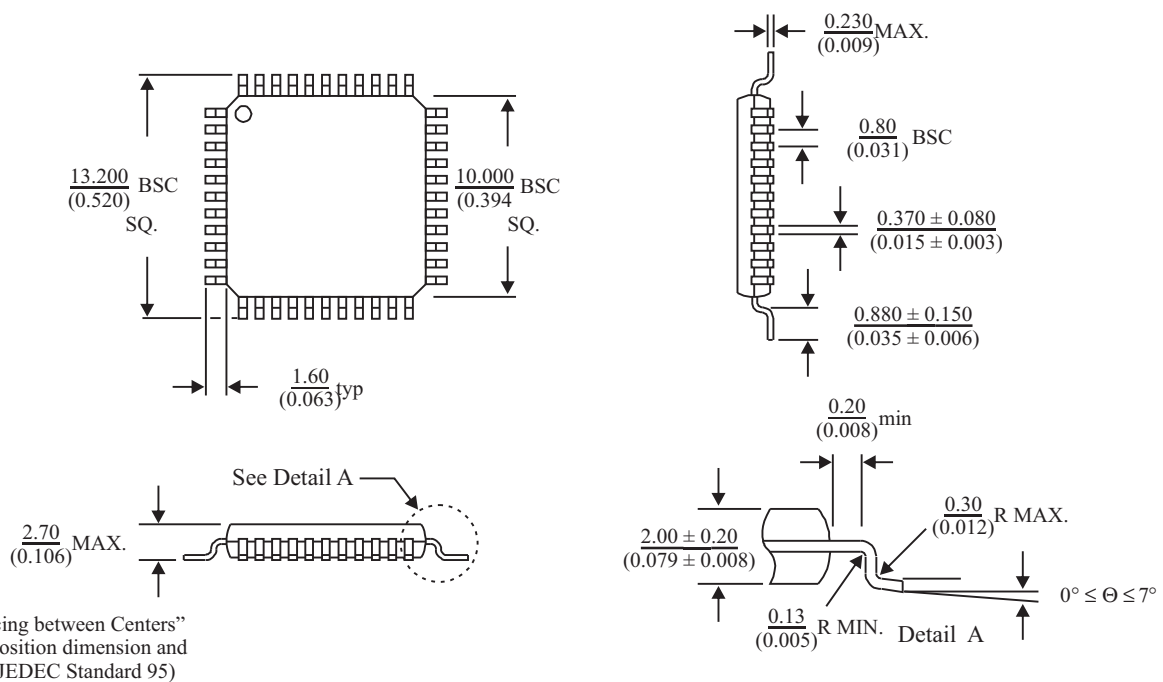 0.230 MAX.
(0.009)
13.200 BSC
(0.520)
SQ.
10.000 BSC
(0.394
SQ.
0.80 BSC
(0.031)
0.370 ± 0.080
(0.015 ± 0.003)
0.880 ± 0.150
(0.035 ± 0.006)
1.60 typ
(0.063)
0.20 min
(0.008)
See Detail A
2.70 MAX.
(0.106)
2.00 ± 0.20
(0.079 ± 0.008)
0.30 R MAX.
(0.012)
0° ≤ Θ ≤ 7°
0.13 R MIN.
(0.005)
Detail A
between Centers”
dimension and
JEDEC Standard 95)